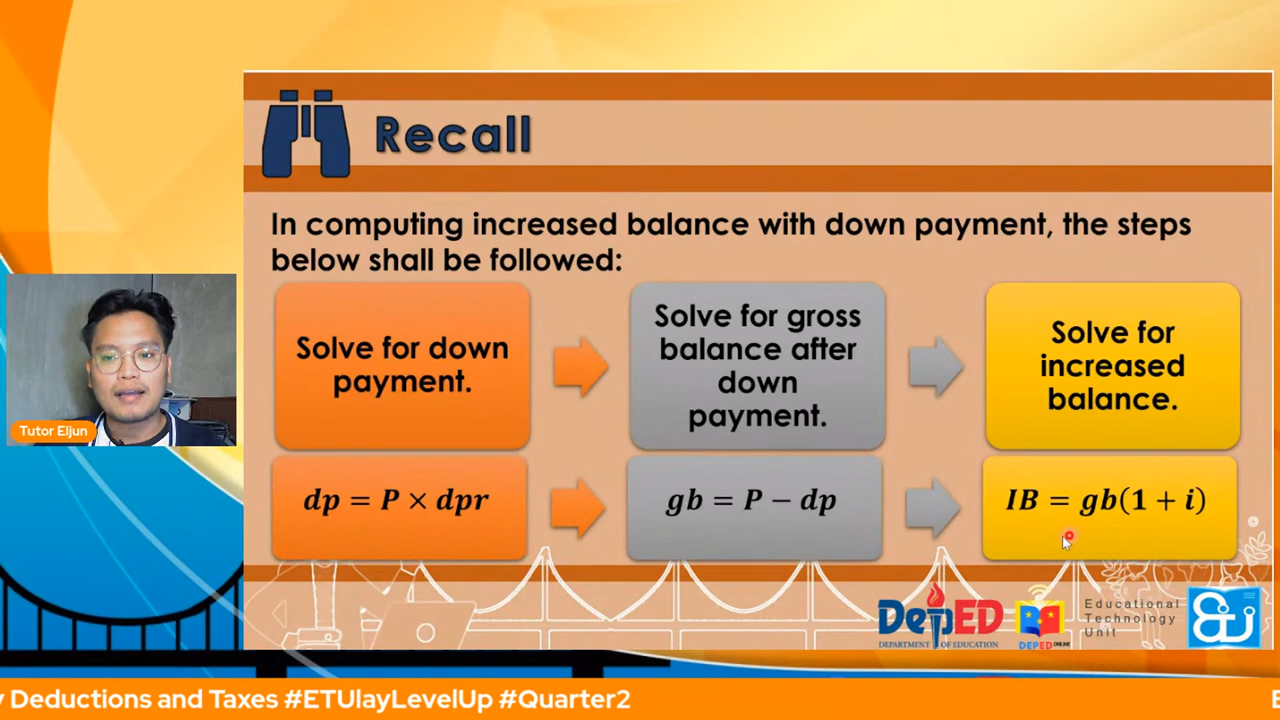 Recall
In computing increased balance with down payment, the steps
below shall be followed:
Solve for down
payment.
Solve for gross
balance after
down
payment.
Solve for
increased
balance.
dp = P × dpr
gb = P − dp
IB = gb(1 + i)
Tutor Eljun
DepED
DEPARTMENT OF EDUCATION
DEPED ONLINE
Educational
Technology
Unit
y Deductions and Taxes #ETUlayLevelUp #Quarter2